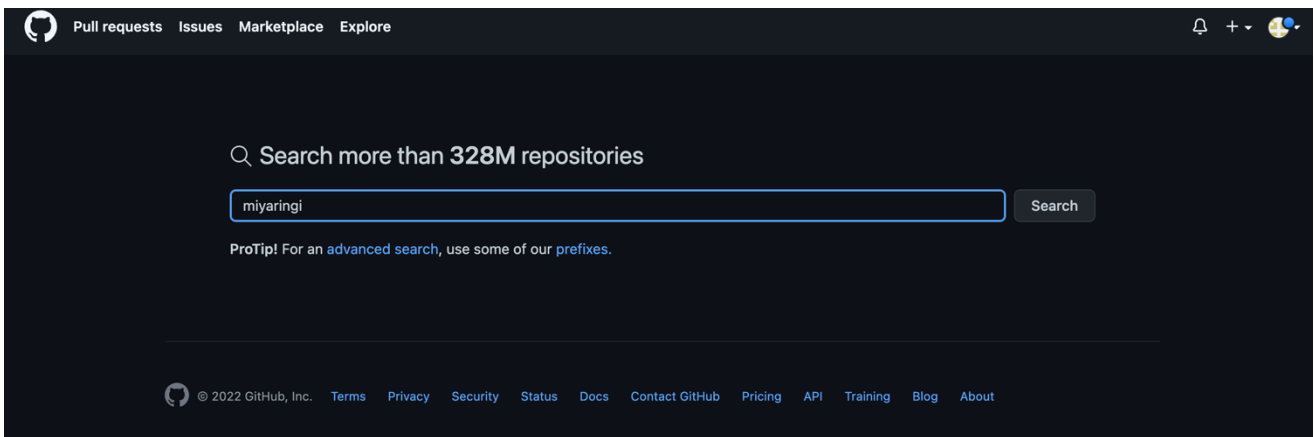 Pull requests Issues Marketplace Explore
Search more than 328M repositories
miyaringi Search
ProTip! For an advanced search, use some of our prefixes.
© 2022 GitHub, Inc. Terms Privacy Security Status Docs Contact GitHub Pricing API Training Blog About